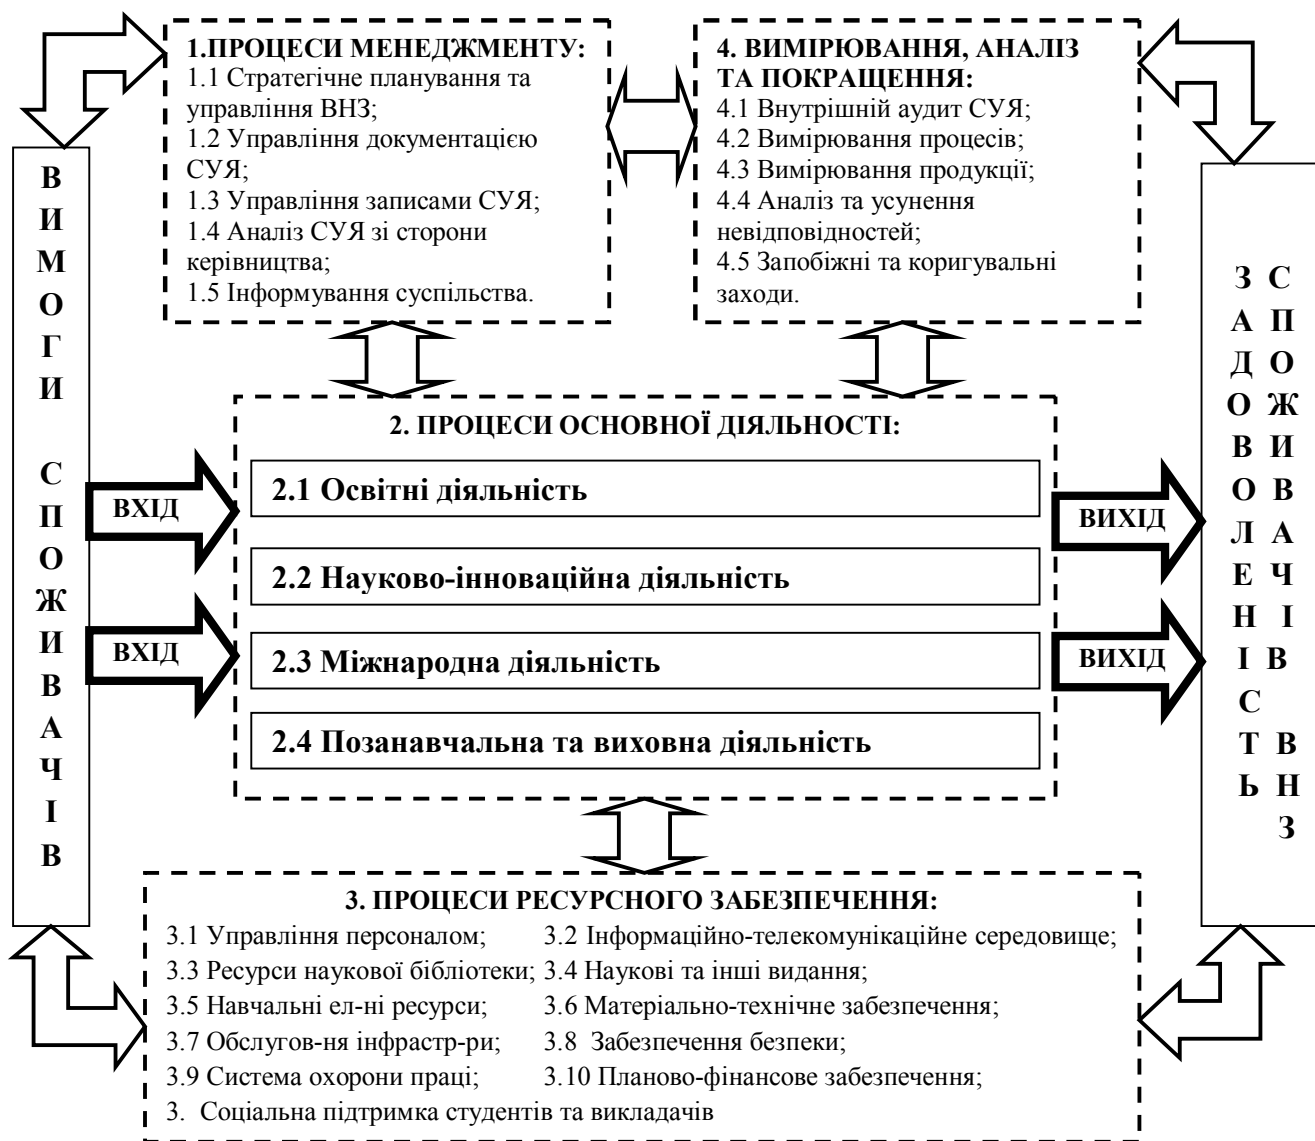 ВИМОГИ СПОЖИВАЧІВ
1.ПРОЦЕСИ МЕНЕДЖМЕНТУ:
1.1 Стратегічне планування та
управління ВНЗ;
1.2 Управління документацією
СУЯ;
1.3 Управління записами СУЯ;
1.4 Аналіз СУЯ зі сторони
керівництва;
1.5 Інформування суспільства.
4. ВИМІРЮВАННЯ, АНАЛІЗ
ТА ПОКРАЩЕННЯ:
4.1 Внутрішній аудит СУЯ;
4.2 Вимірювання процесів;
4.3 Вимірювання продукції;
4.4 Аналіз та усунення
невідповідностей;
4.5 Запобіжні та коригувальні
заходи.
2. ПРОЦЕСИ ОСНОВНОЇ ДІЯЛЬНОСТІ:
2.1 Освітні діяльність
2.2 Науково-інноваційна діяльність
2.3 Міжнародна діяльність
2.4 Позанавчальна та виховна діяльність
ВХІД
ВХІД
ВИХІД
ВИХІД
ЗАДОВОЛЕНІСТЬ
СПОЖИВАЧІВ ВНЗ
3. ПРОЦЕСИ РЕСУРСНОГО ЗАБЕЗПЕЧЕННЯ:
3.1 Управління персоналом; 3.2 Інформаційно-телекомунікаційне середовище;
3.3 Ресурси наукової бібліотеки; 3.4 Наукові та інші видання;
3.5 Навчальні ел-ні ресурси; 3.6 Матеріально-технічне забезпечення;
3.7 Обслугов-ня інфрастр-ри; 3.8 Забезпечення безпеки;
3.9 Система охорони праці; 3.10 Планово-фінансове забезпечення;
3. Соціальна підтримка студентів та викладачів